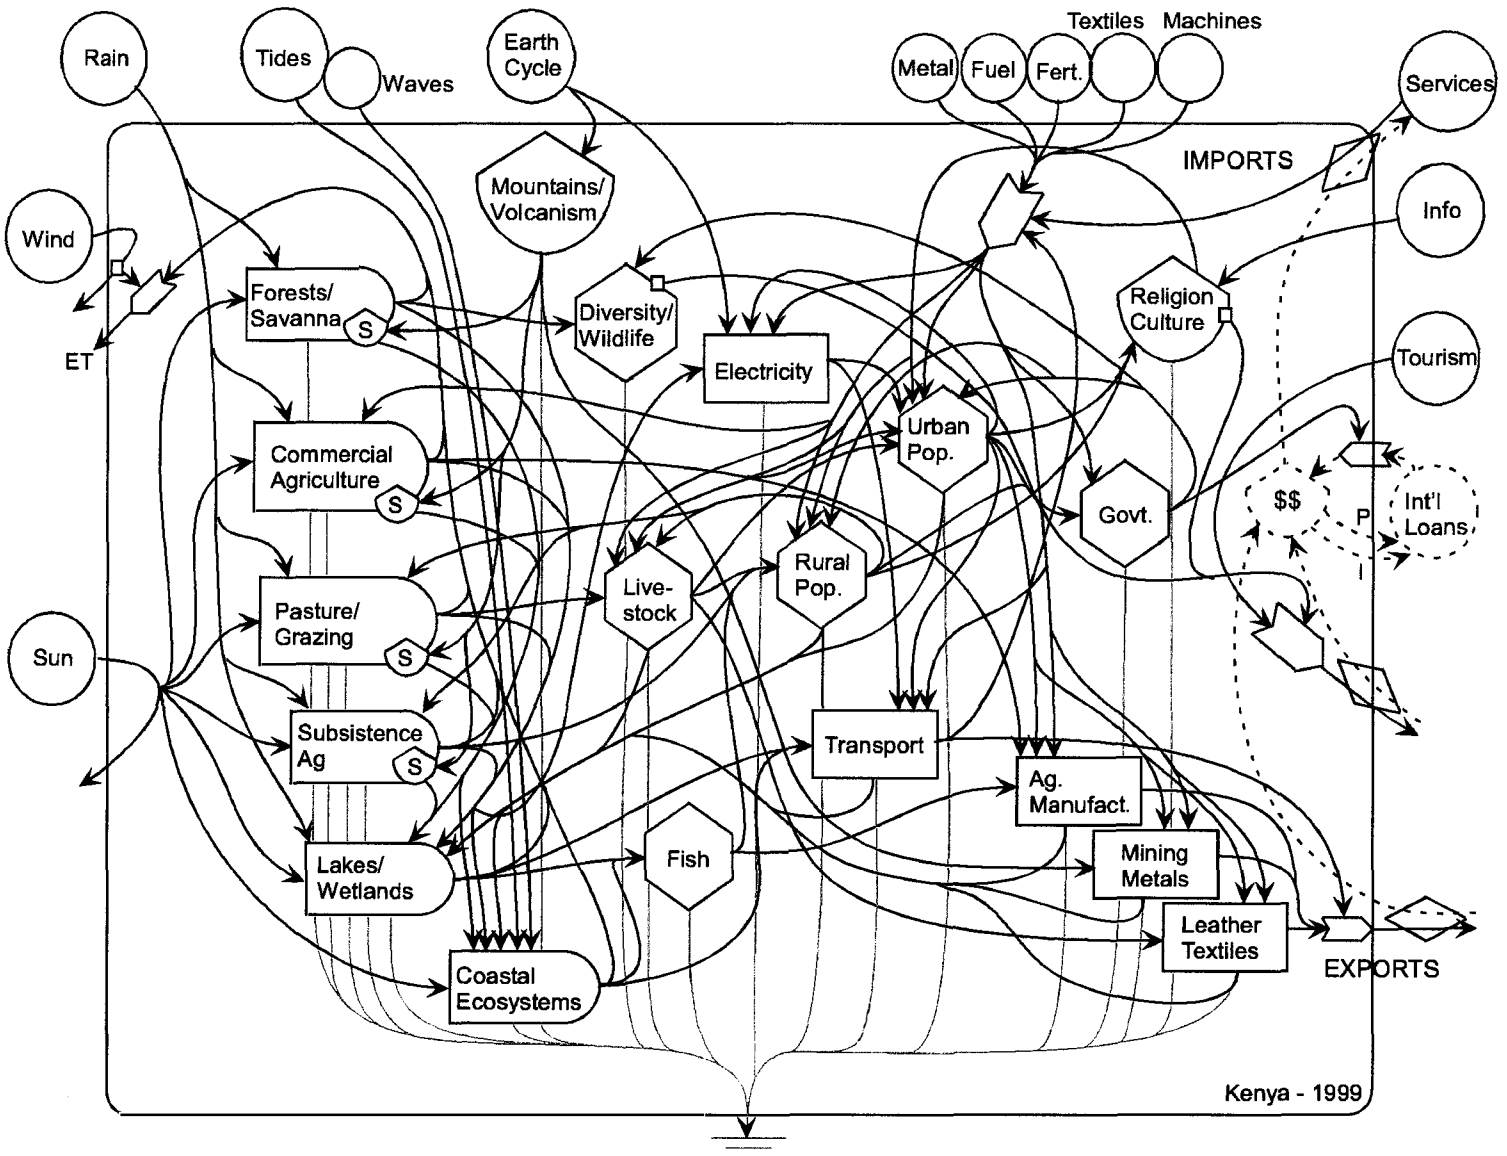 Textiles Machines
Rain
Tides
Waves
Earth
Cycle
Metal
Fuel
Fert.
Services
IMPORTS
Mountains/
Volcanism
Info
Wind
Forests/
Savanna
S
Diversity/
Wildlife
Religion
Culture
ET
Electricity
Tourism
Commercial
Agriculture
S
Urban
Pop.
Govt.
$$
P
I
Int'l
Loans
Pasture/
Grazing
S
Live-
stock
Rural
Pop.
Sun
Subsistence
Ag
S
Transport
Ag.
Manufact.
Lakes/
Wetlands
Fish
Mining
Metals
Leather
Textiles
Coastal
Ecosystems
EXPORTS
Kenya - 1999